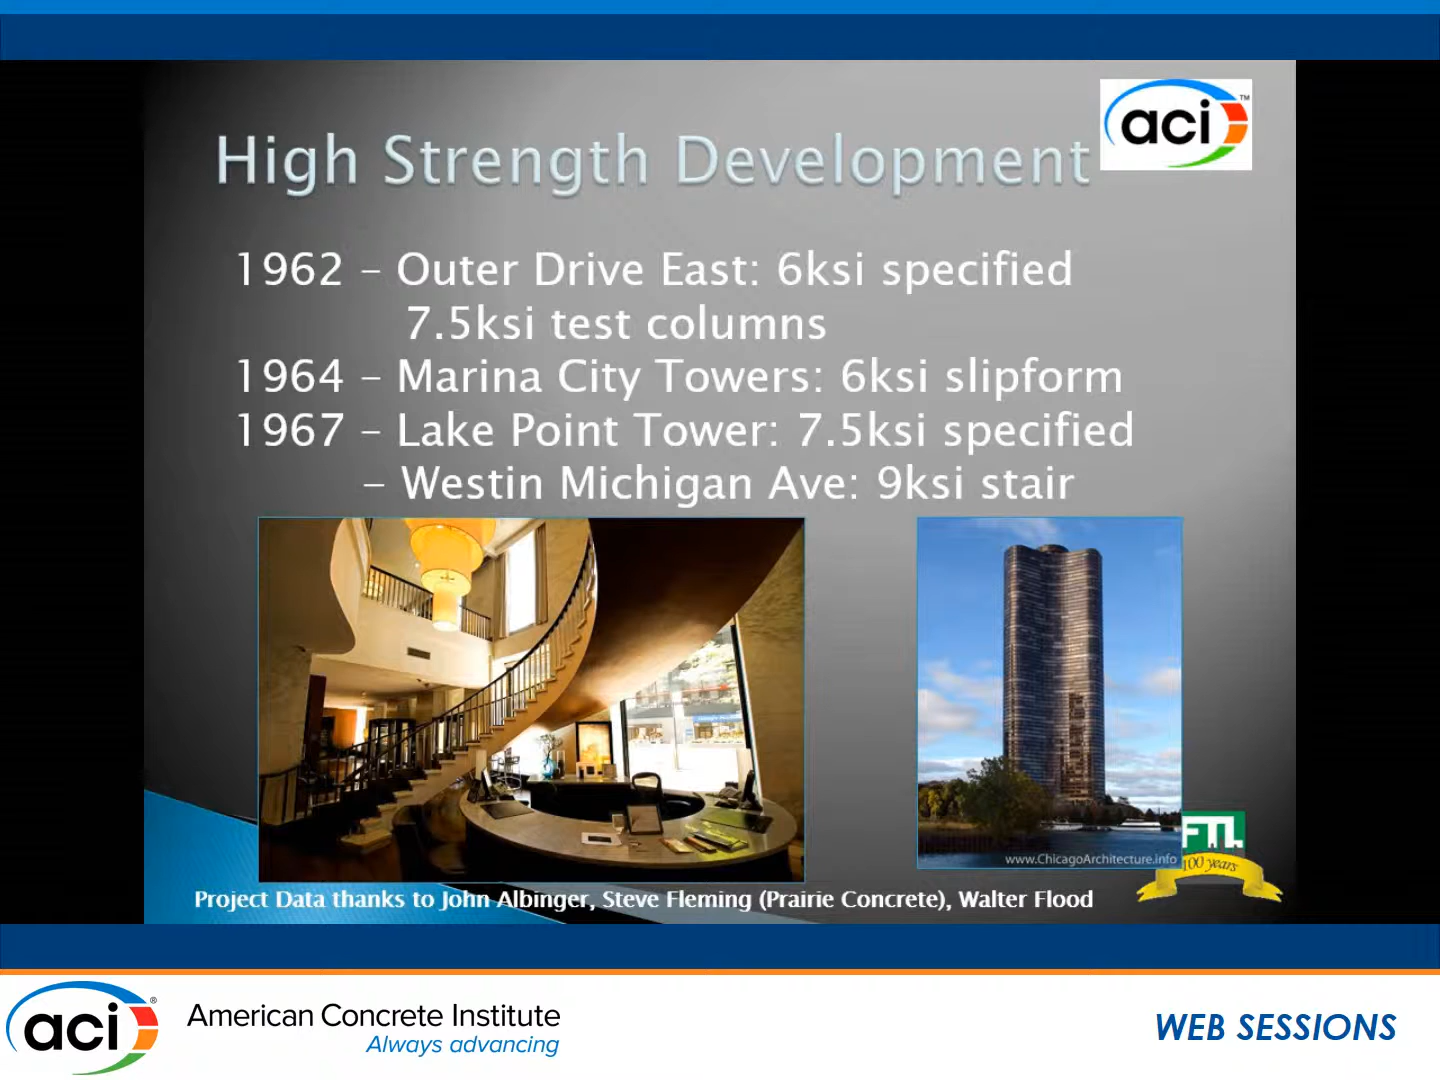 aci™
High Strength Development
1962 – Outer Drive East: 6ksi specified
7.5ksi test columns
1964 – Marina City Towers: 6ksi slipform
1967 – Lake Point Tower: 7.5ksi specified
– Westin Michigan Ave: 9ksi stair
www.ChicagoArchitecture.info
FTL
100 years
Project Data thanks to John Albinger, Steve Fleming (Prairie Concrete), Walter Flood
aci®
American Concrete Institute
Always advancing
WEB SESSIONS